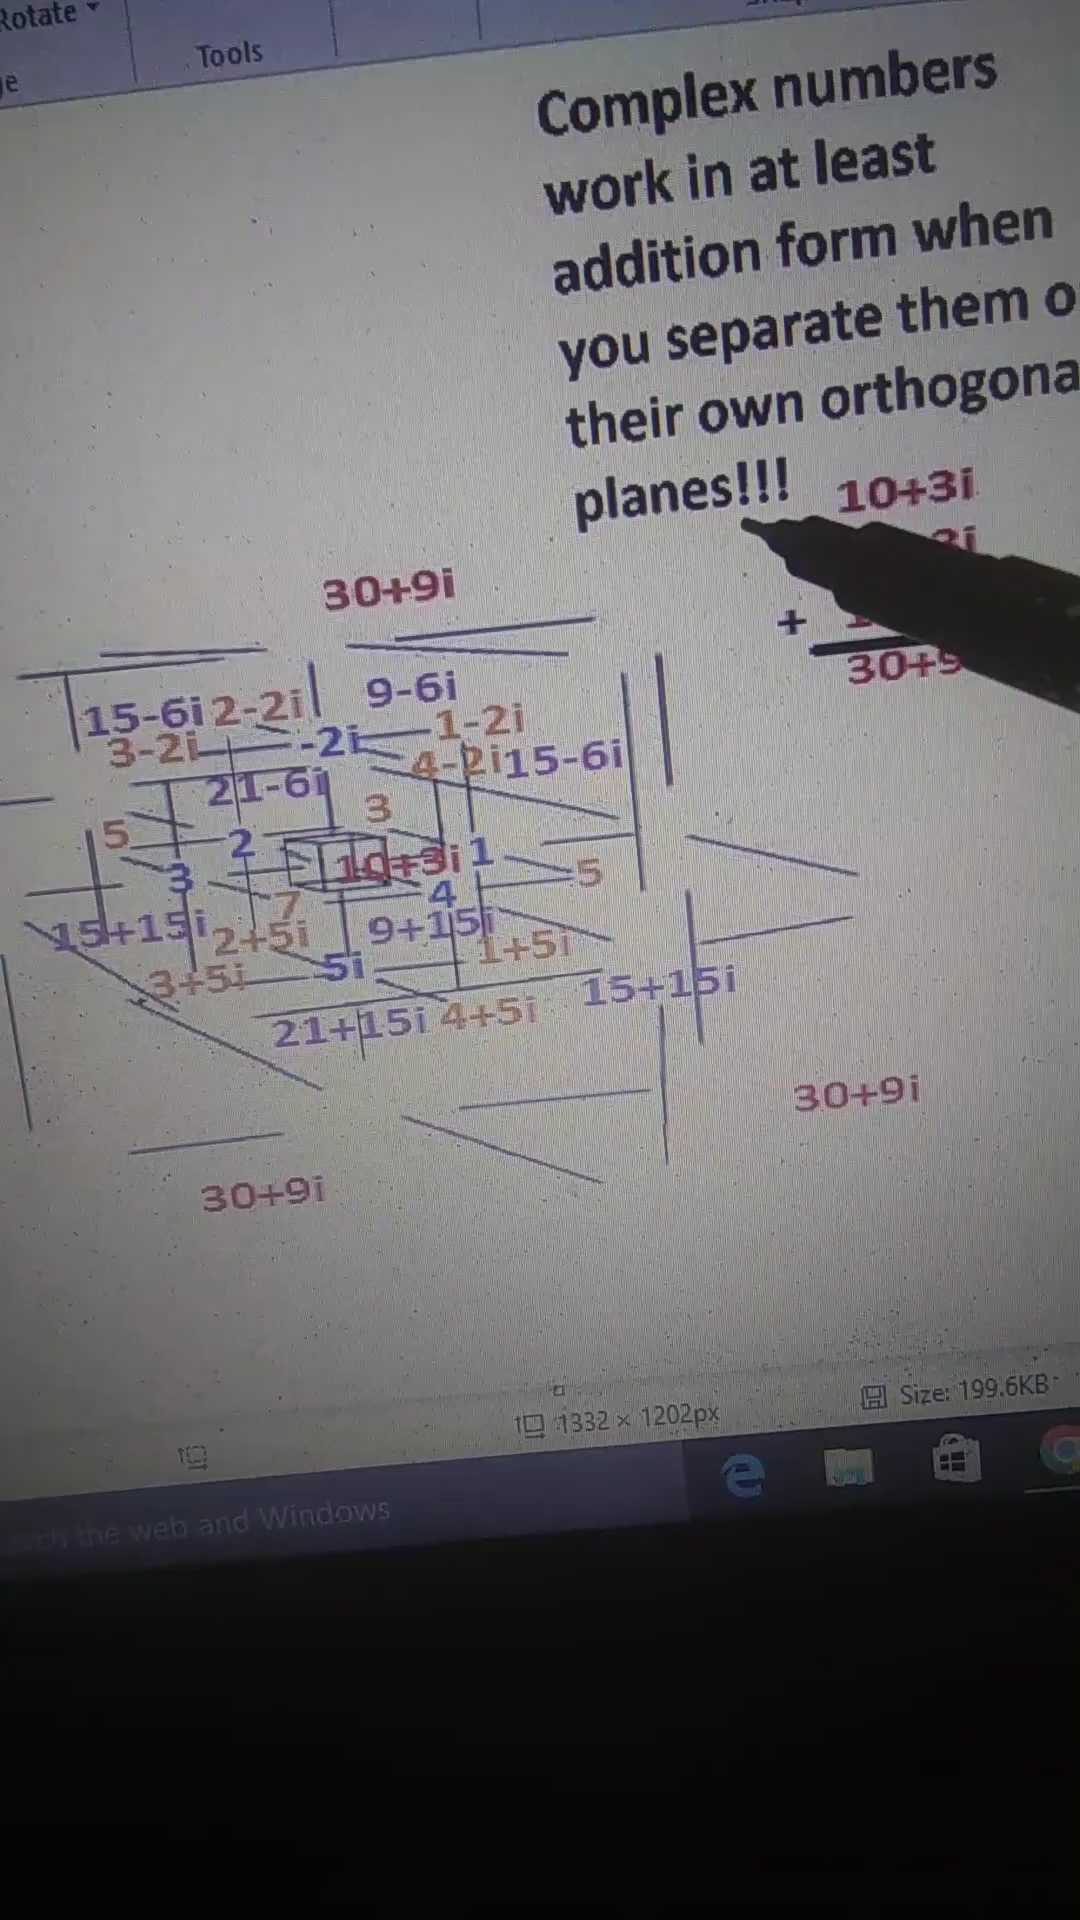 Tools
Complex numbers
work in at least
addition form when
you separate them
their own
planes!!!
10+3i
3i
30+9i
+
15-6i 2-2i 9-6i
3-2i -2i 1-2i
4-2i 15-6i
21-6i
5 3
2
3 10+3i 1
7 4 5
15+15i 2+5i 9+15i
3+5i 5i 1+5i
21+15i 4+5i 15+15i
30+9i
30+9i
1332 × 1202px
Size: 199.6KB
the web and Windows